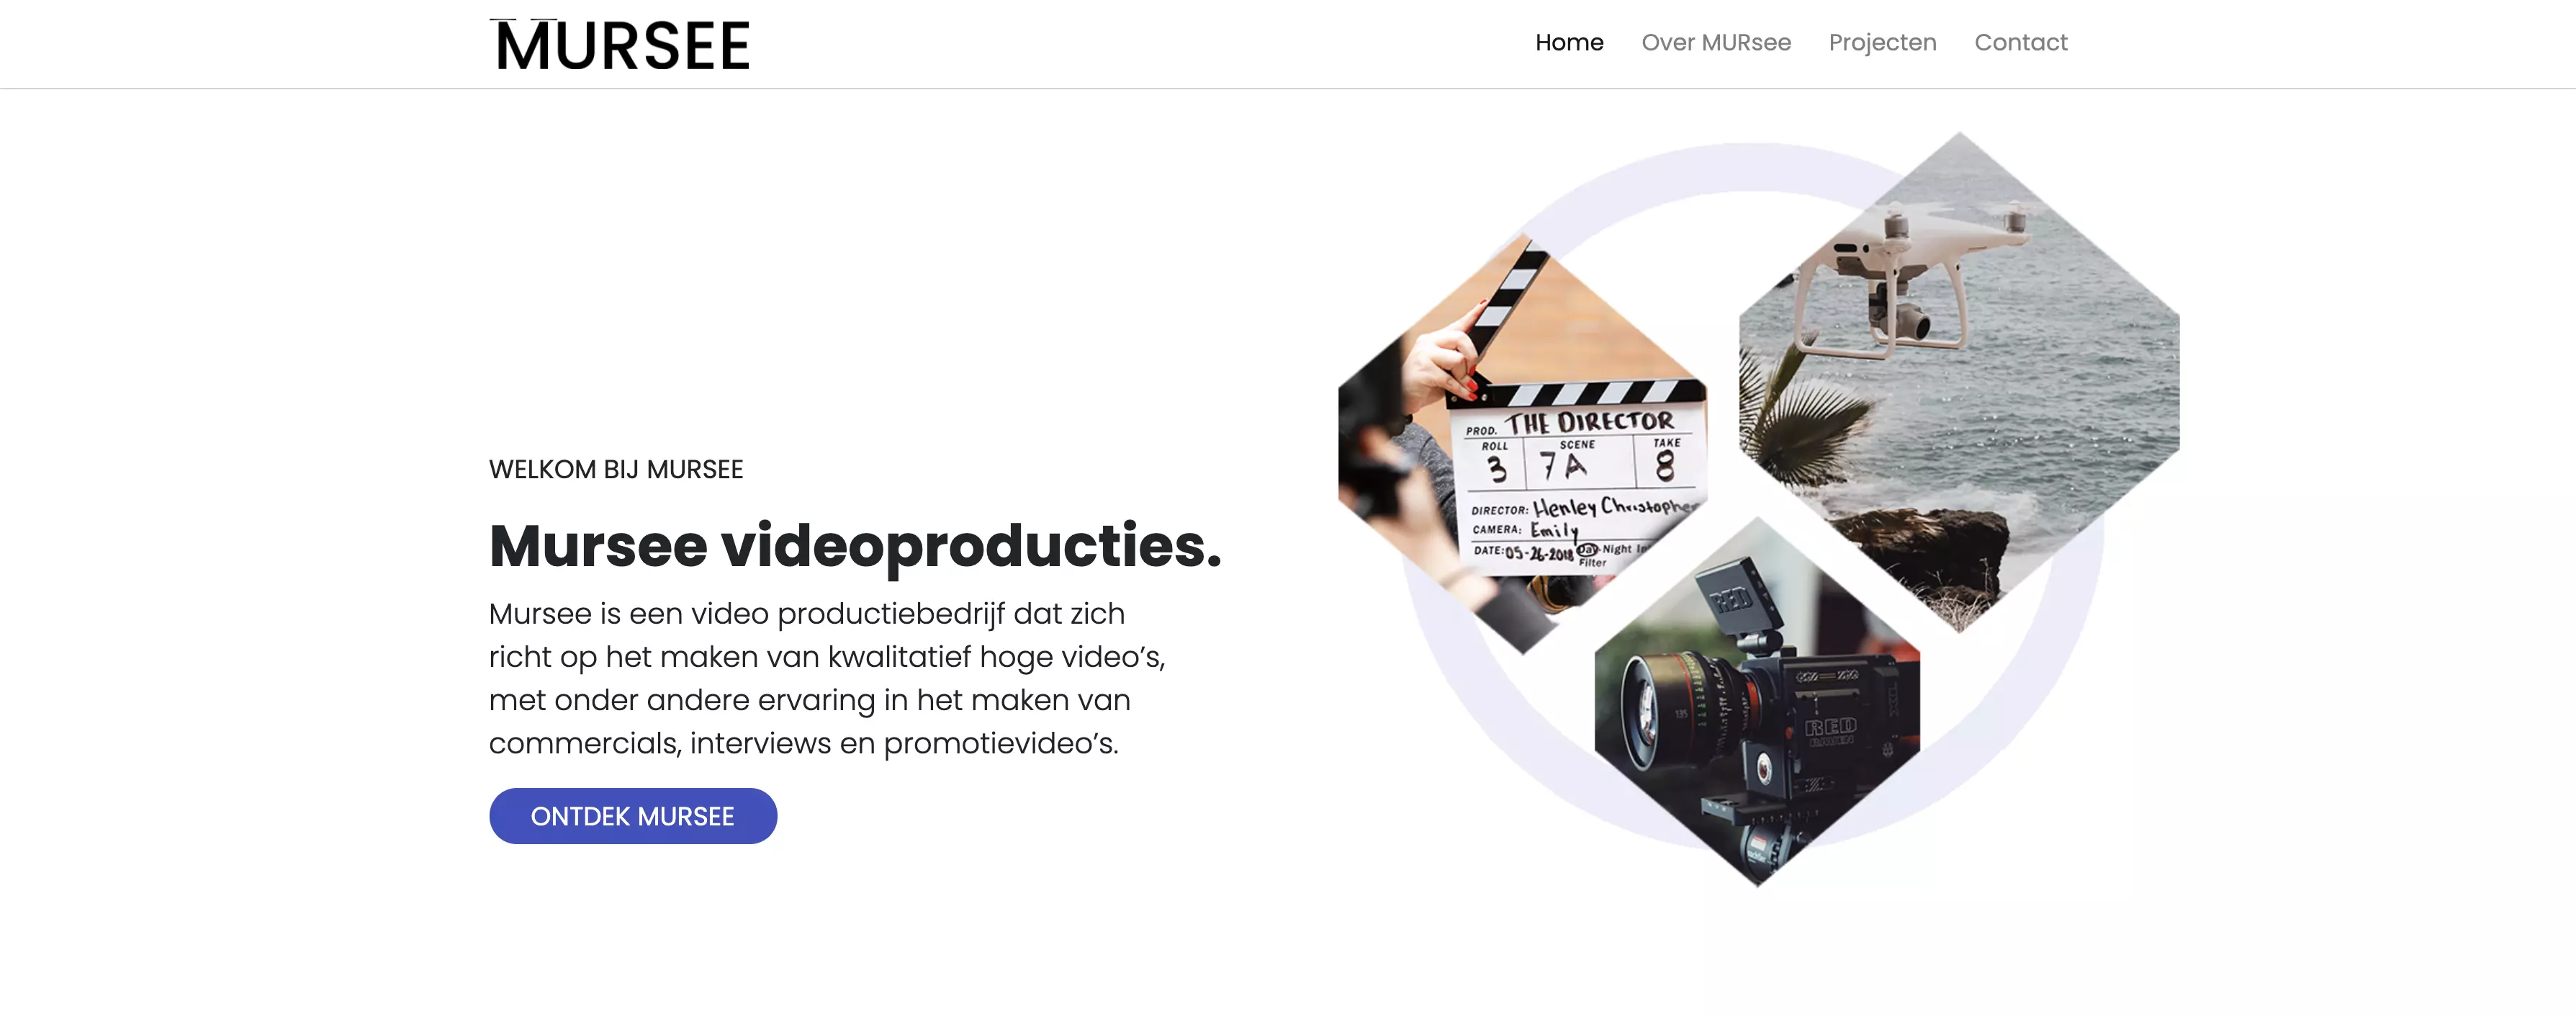 MURSEE
Home Over MURsee Projecten Contact
WELKOM BIJ MURSEE
Mursee videoproducties.
Mursee is een video productiebedrijf dat zich
richt op het maken van kwalitatief hoge video’s,
met onder andere ervaring in het maken van
commercials, interviews en promotievideo’s.
ONTDEK MURSEE
PROD. THE DIRECTOR
ROLL SCENE TAKE
3 7A 8
DIRECTOR: Henley Christopher
CAMERA: Emily
DATE: 05-26-2018 Day Night
Filter
RED
135
RED
RAVEN